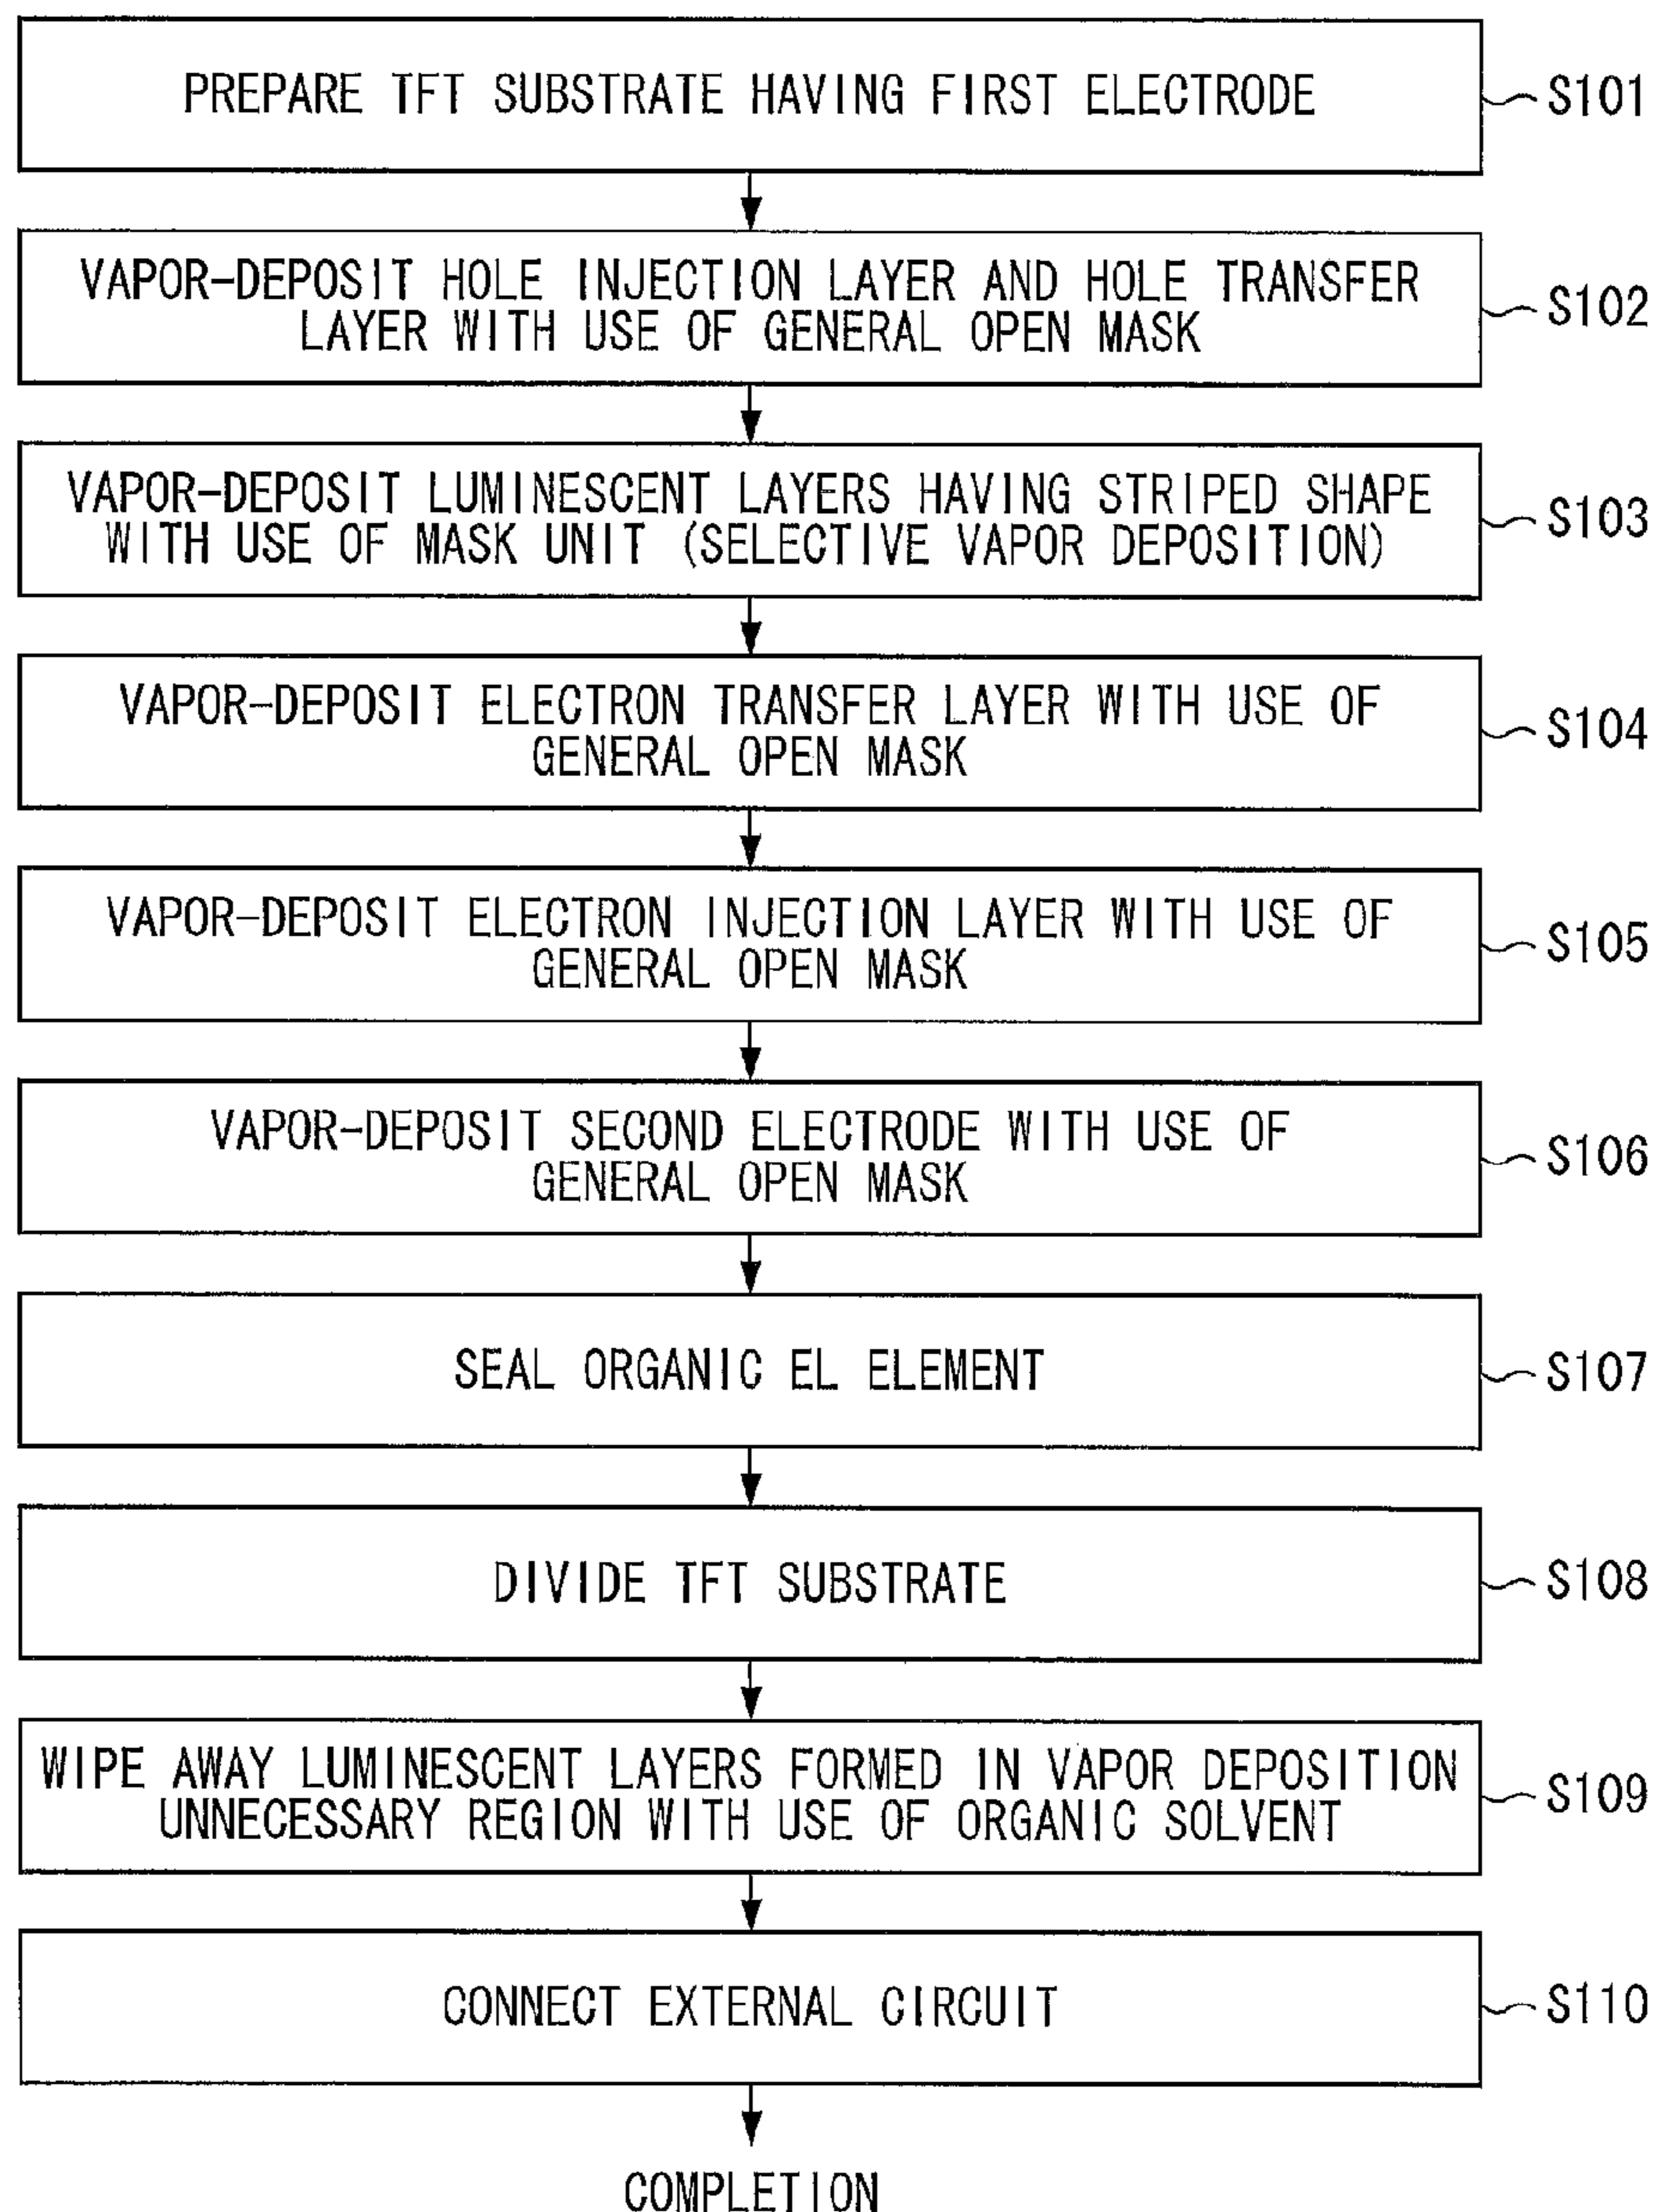 PREPARE TFT SUBSTRATE HAVING FIRST ELECTRODE
S101
VAPOR-DEPOSIT HOLE INJECTION LAYER AND HOLE TRANSFER
LAYER WITH USE OF GENERAL OPEN MASK
S102
VAPOR-DEPOSIT LUMINESCENT LAYERS HAVING STRIPED SHAPE
WITH USE OF MASK UNIT (SELECTIVE VAPOR DEPOSITION)
S103
VAPOR-DEPOSIT ELECTRON TRANSFER LAYER WITH USE OF
GENERAL OPEN MASK
S104
VAPOR-DEPOSIT ELECTRON INJECTION LAYER WITH USE OF
GENERAL OPEN MASK
S105
VAPOR-DEPOSIT SECOND ELECTRODE WITH USE OF
GENERAL OPEN MASK
S106
SEAL ORGANIC EL ELEMENT
S107
DIVIDE TFT SUBSTRATE
S108
WIPE AWAY LUMINESCENT LAYERS FORMED IN VAPOR DEPOSITION
UNNECESSARY REGION WITH USE OF ORGANIC SOLVENT
S109
CONNECT EXTERNAL CIRCUIT
S110
COMPLETION